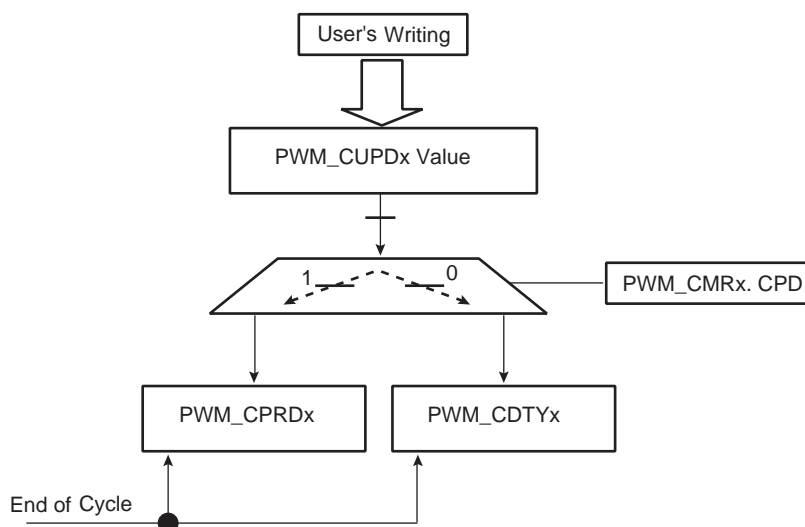 User's Writing
PWM_CUPDx Value
1
0
PWM_CMRx. CPD
PWM_CPRDx
PWM_CDTYx
End of Cycle